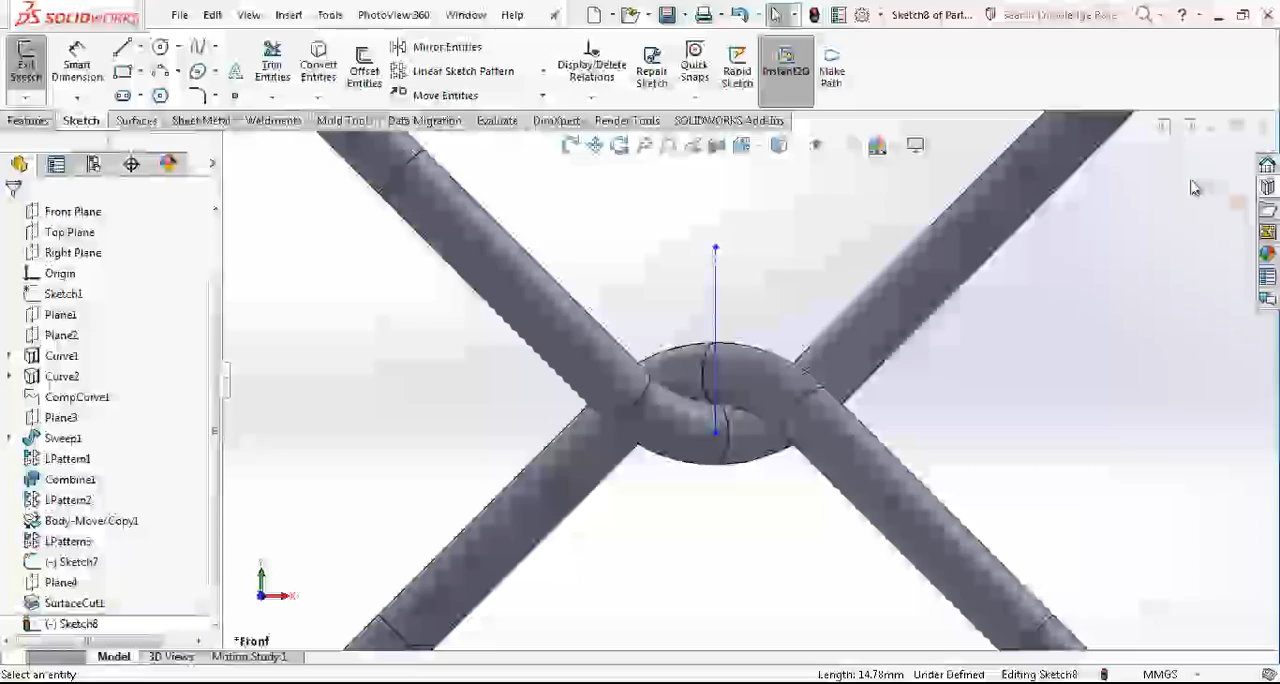 SOLIDWORKS File Edit View Insert Tools PhotoView 360 Window Help Sketch8 of Part... Search Knowledge Base
Exit Sketch
Smart Dimension
Trim Entities
Convert Entities
Offset Entities
Mirror Entities
Linear Sketch Pattern
Move Entities
Display/Delete Relations
Repair Sketch
Quick Snaps
Rapid Sketch
Instant2D
Make Path
Features Sketch Surfaces Sheet Metal Weldments Mold Tools Data Migration Evaluate DimXpert Render Tools SOLIDWORKS Add-Ins
Front Plane
Top Plane
Right Plane
Origin
Sketch1
Plane1
Plane2
Curve1
Curve2
CompCurve1
Plane3
Sweep1
LPattern1
Combine1
LPattern2
Body-Move/Copy1
(-) Sketch7
Plane4
SurfaceCut1
(-) Sketch8
*Front
Model 3D Views Motion Study 1
Select an entity Length: 14.78mm Under Defined Editing Sketch8 MMGS